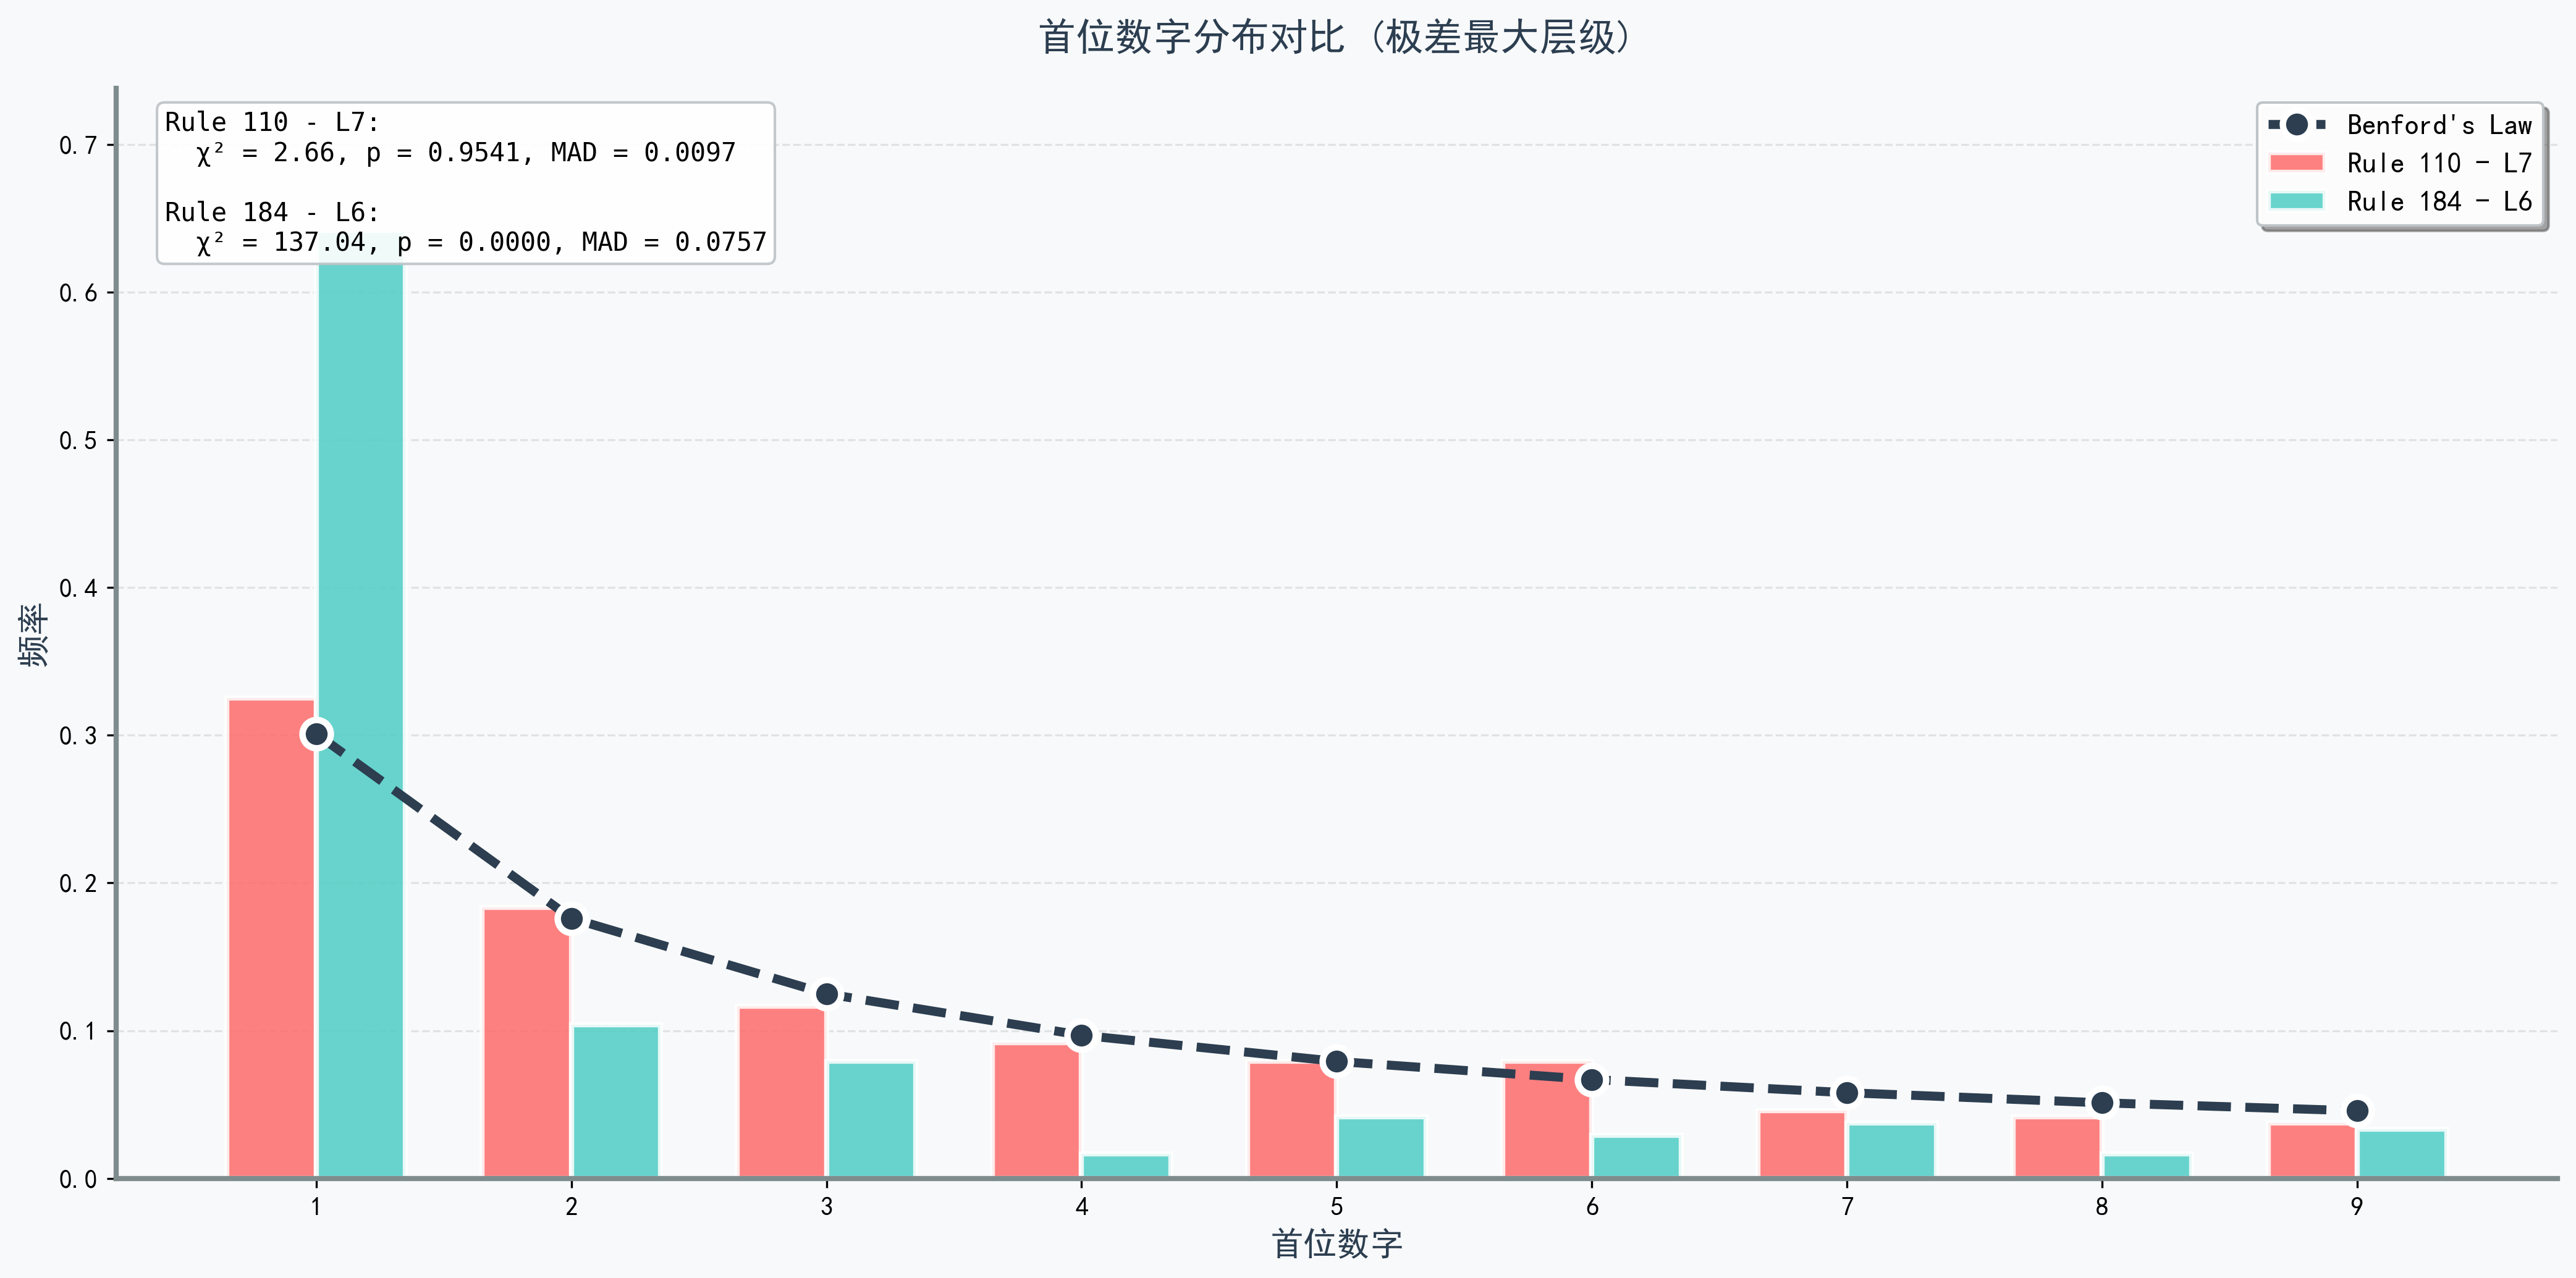 首位数字分布对比 (极差最大层级)
Rule 110 - L7:
χ² = 2.66, p = 0.9541, MAD = 0.0097
Rule 184 - L6:
χ² = 137.04, p = 0.0000, MAD = 0.0757
Benford's Law
Rule 110 - L7
Rule 184 - L6
频率
0.7
0.6
0.5
0.4
0.3
0.2
0.1
0.0
1 2 3 4 5 6 7 8 9
首位数字